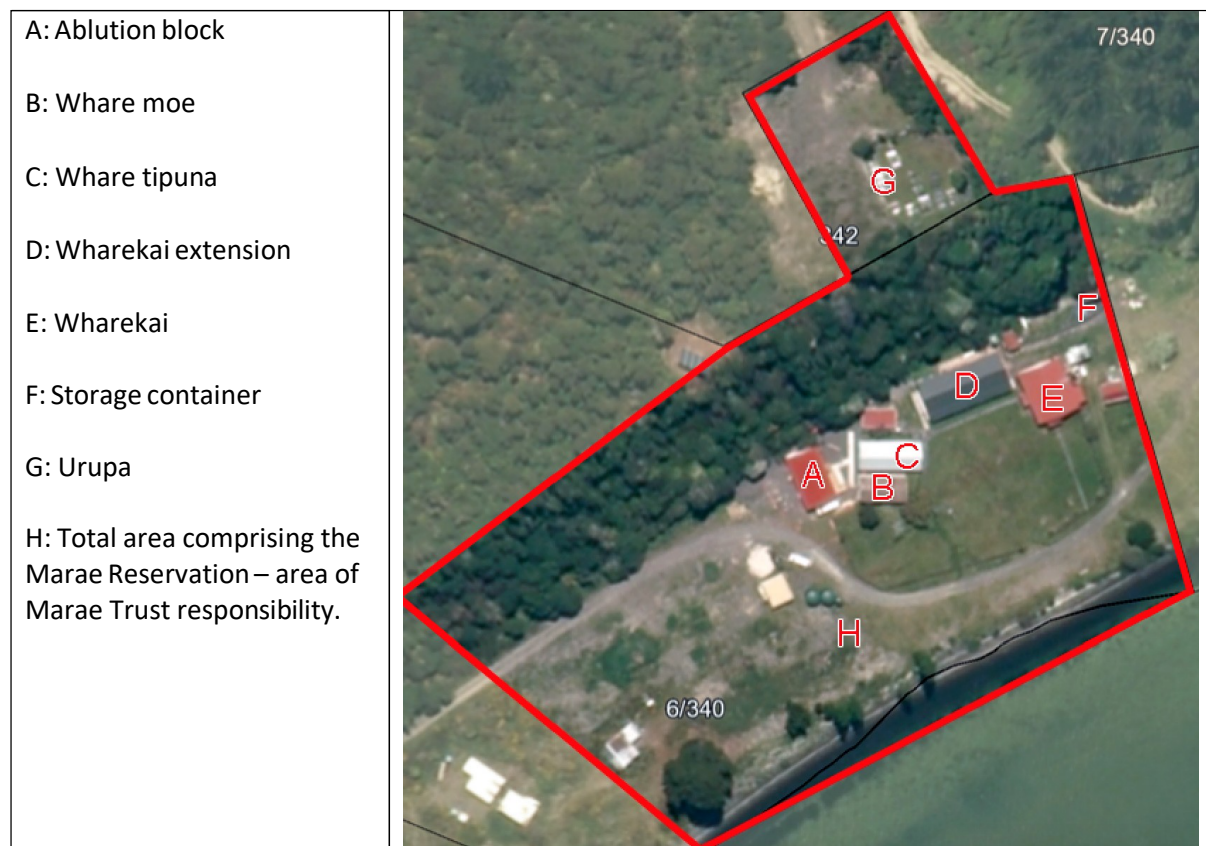 A: Ablution block
B: Whare moe
C: Whare tipuna
D: Wharekai extension
E: Wharekai
F: Storage container
G: Urupa
H: Total area comprising the
Marae Reservation – area of
Marae Trust responsibility.
7/340
G
342
F
D
E
C
A
B
H
6/340